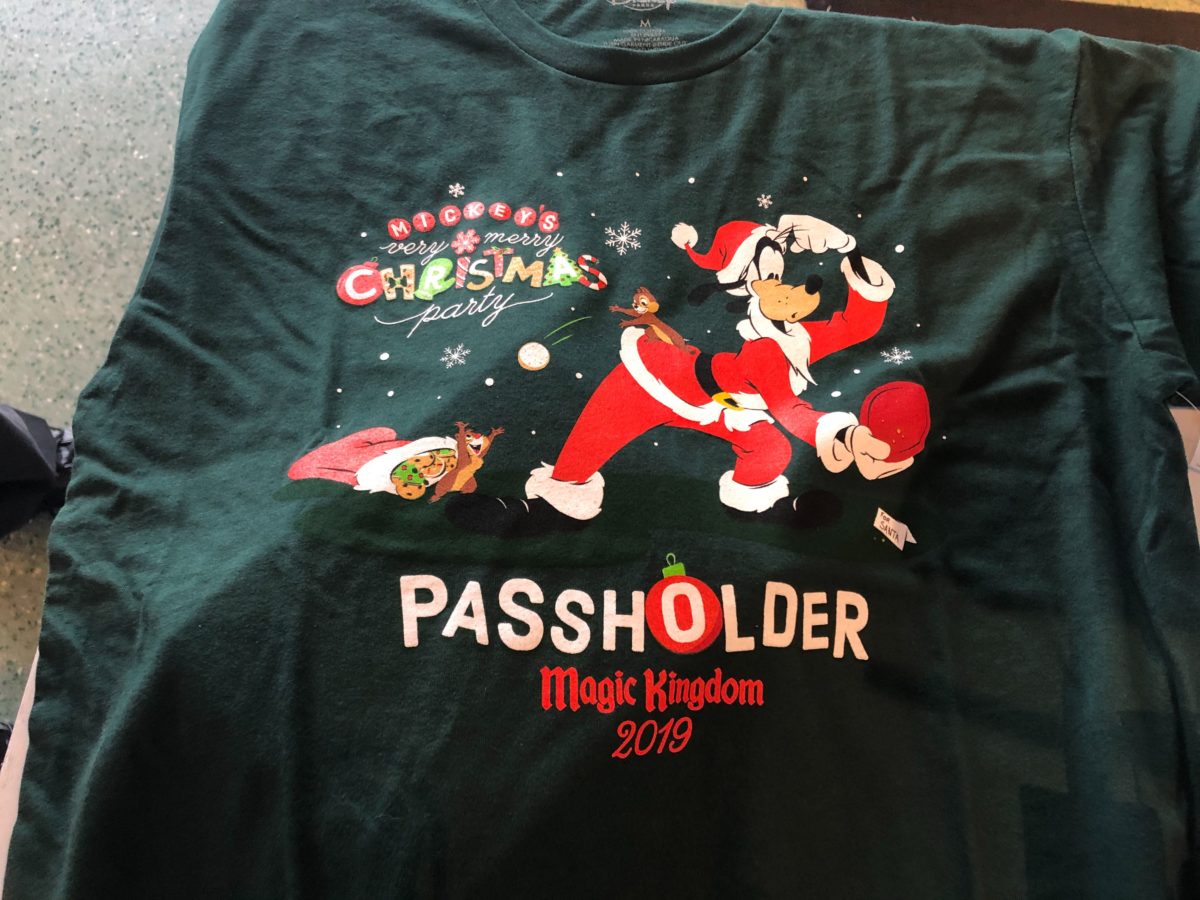 M
MICKEY'S
very merry
CHRISTMAS
party
FOR
SANTA
PASSHOLDER
Magic Kingdom
2019